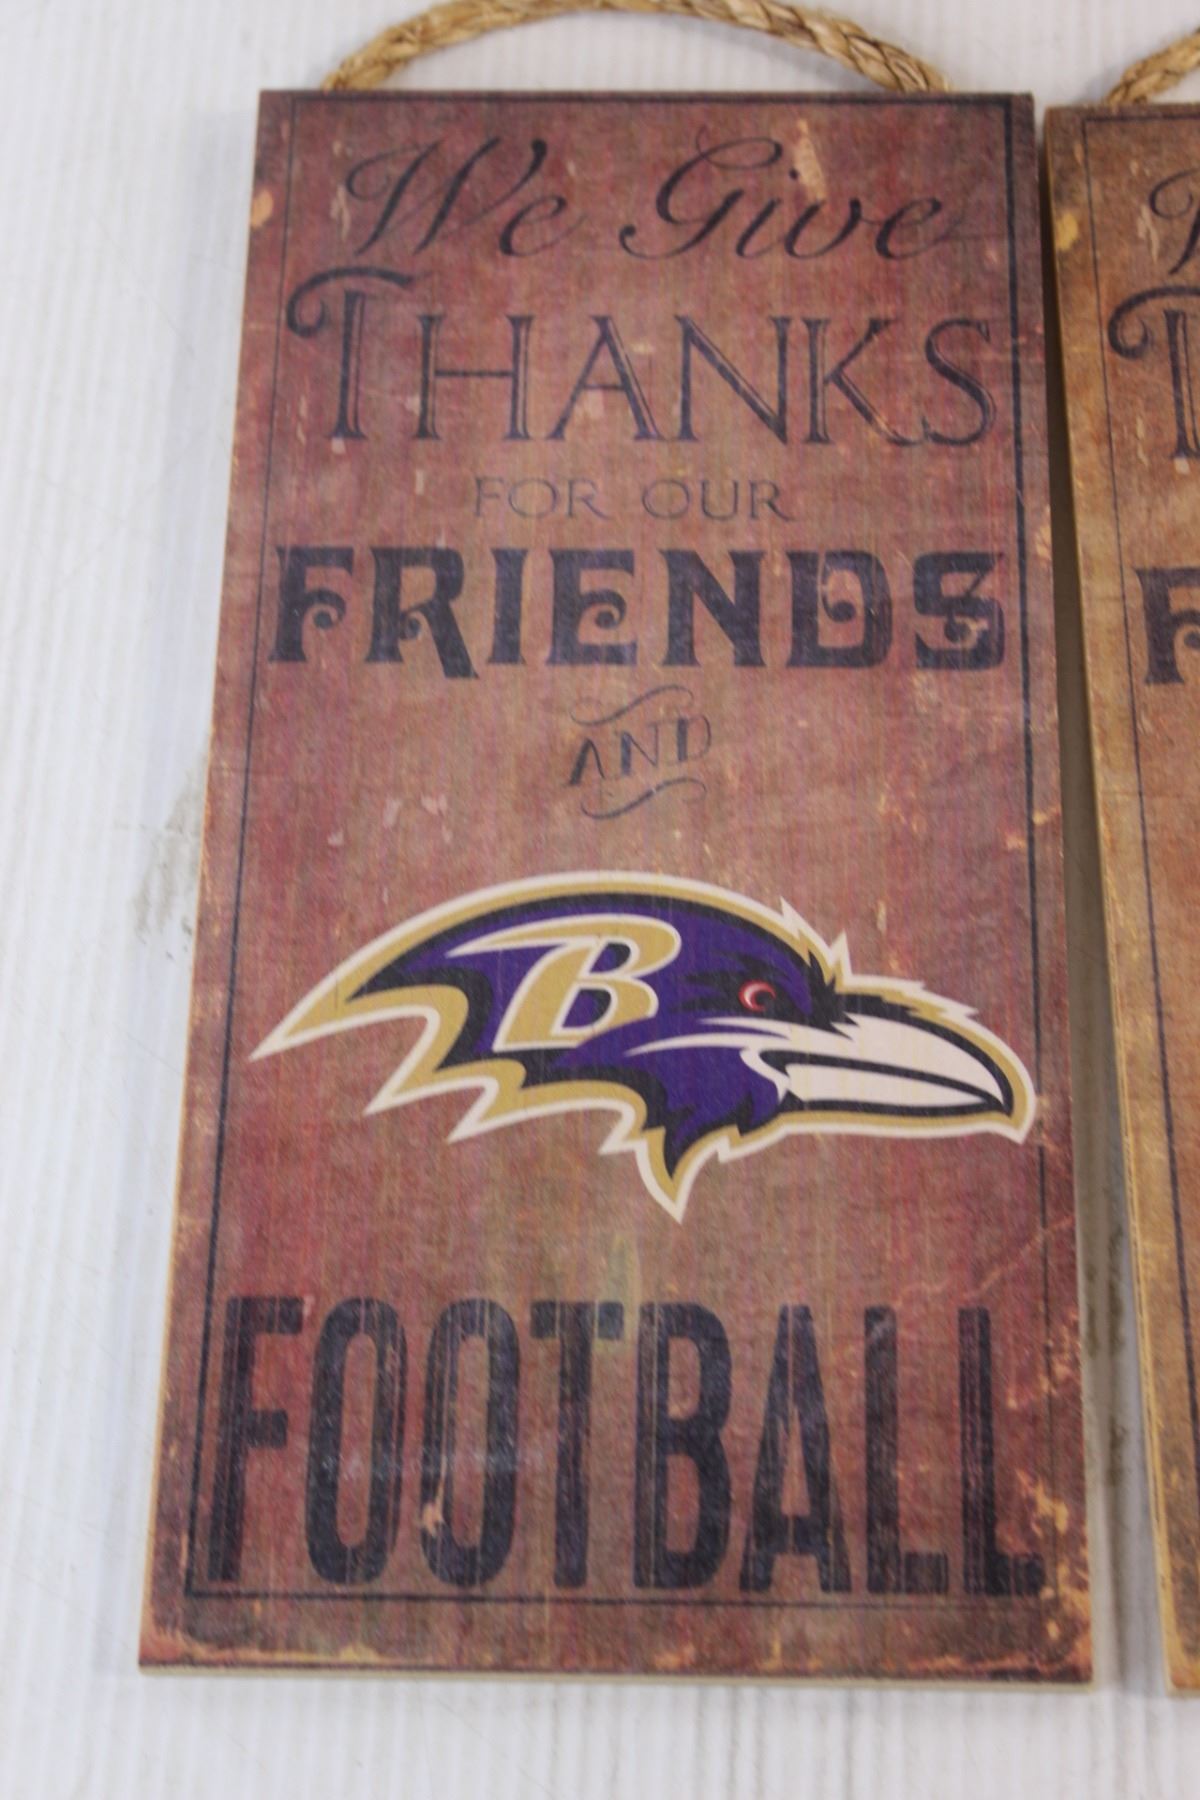 We Give
THANKS
FOR OUR
FRIENDS
AND
B
FOOTBALL